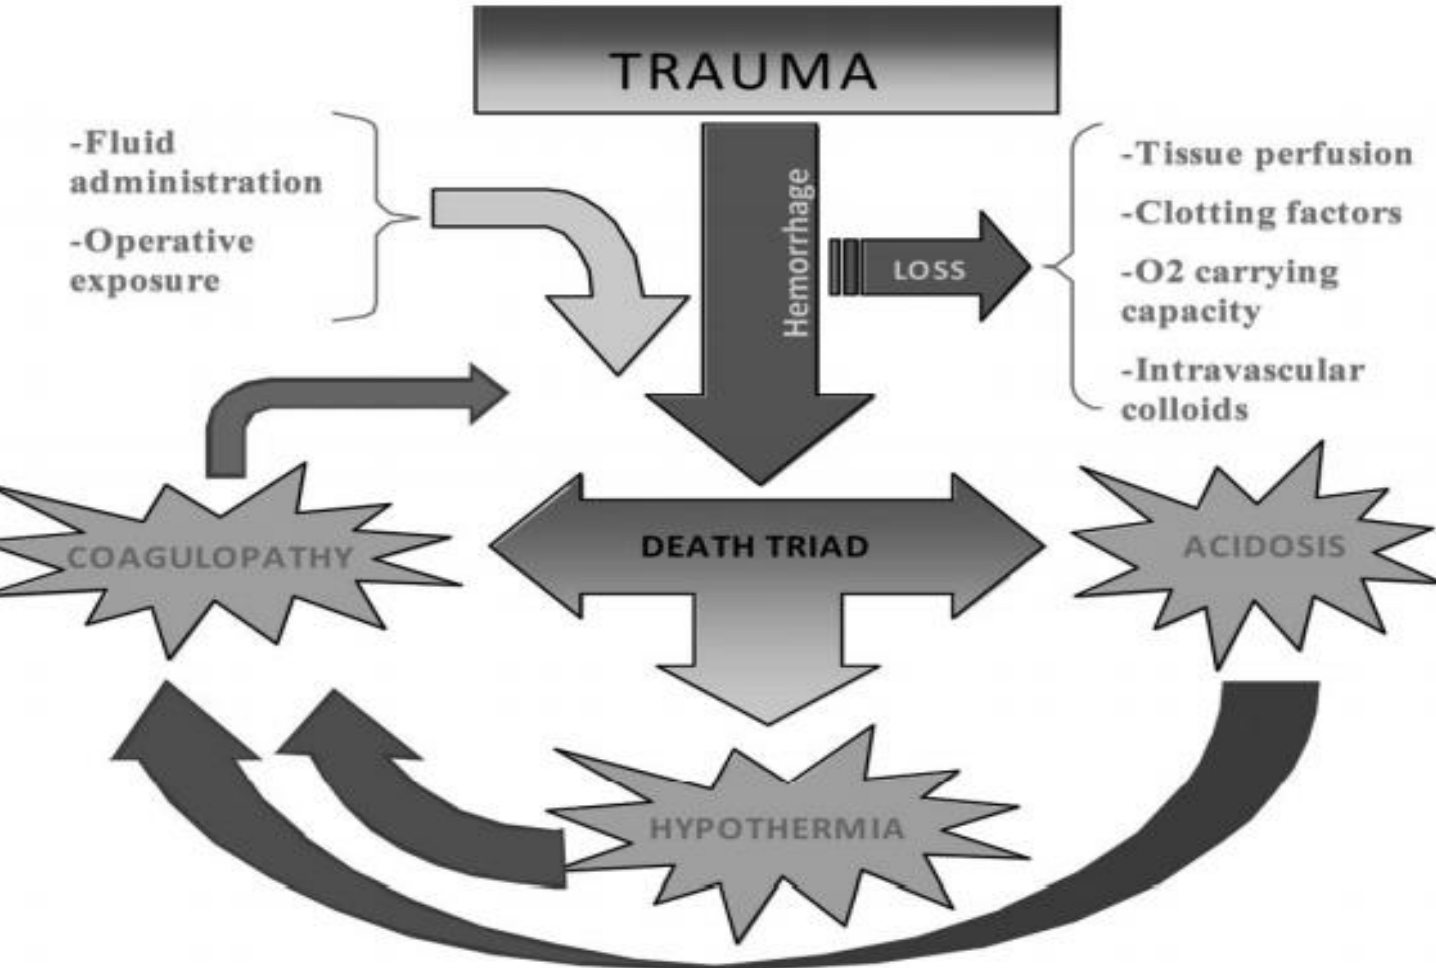 TRAUMA
-Fluid
administration
-Operative
exposure
Hemorrhage
LOSS
-Tissue perfusion
-Clotting factors
-O2 carrying
capacity
-Intravascular
colloids
COAGULOPATHY
DEATH TRIAD
ACIDOSIS
HYPOTHERMIA